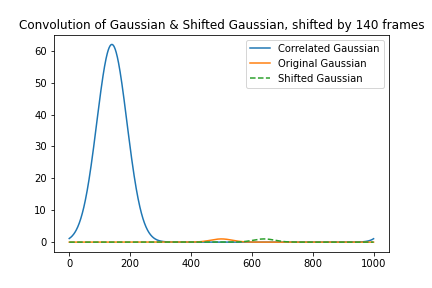 Convolution of Gaussian & Shifted Gaussian, shifted by 140 frames
Correlated Gaussian
Original Gaussian
Shifted Gaussian
60
50
40
30
20
10
0
0 200 400 600 800 1000